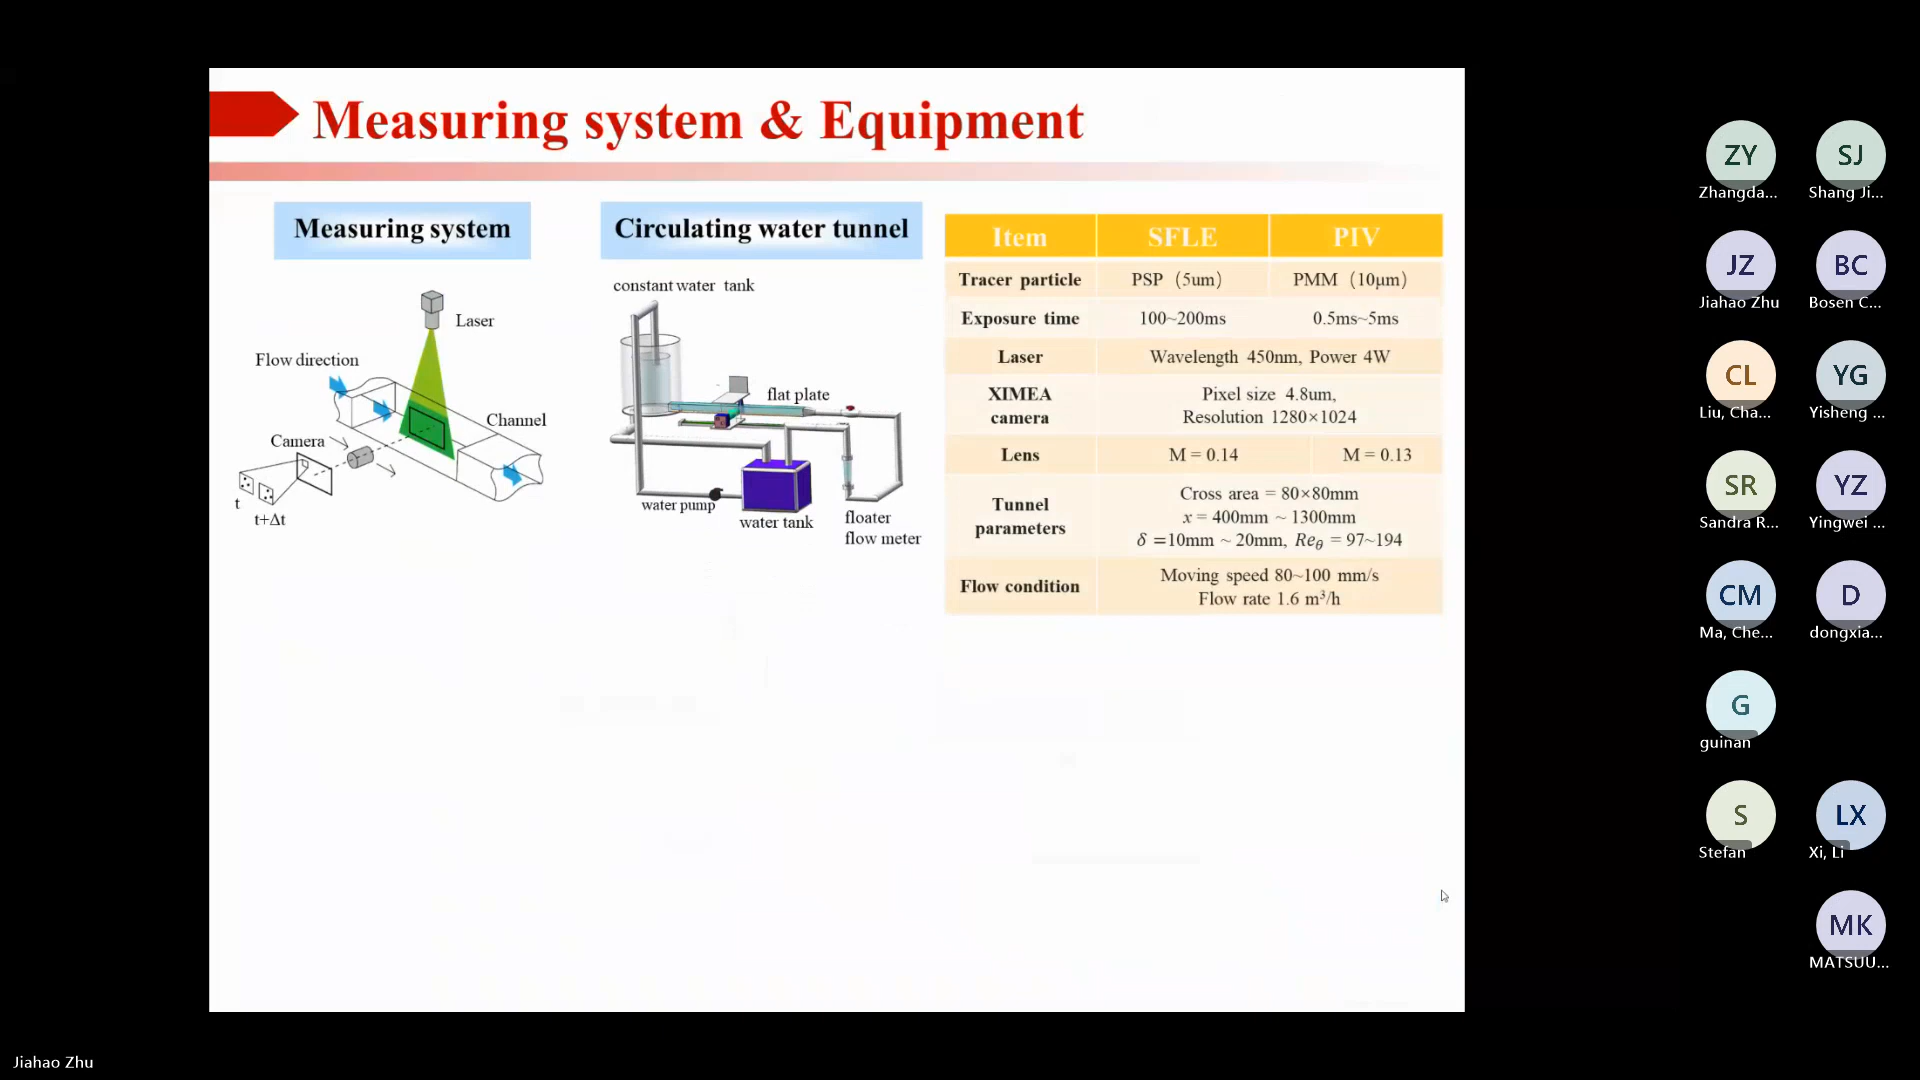 Measuring system & Equipment
Measuring system
Circulating water tunnel
Laser
Flow direction
Channel
Camera
t
t+Δt
constant water tank
flat plate
water pump
water tank
floater
flow meter
Item SFLE PIV
Tracer particle PSP (5um) PMM (10μm)
Exposure time 100~200ms 0.5ms~5ms
Laser Wavelength 450nm, Power 4W
XIMEA camera Pixel size 4.8um,
Resolution 1280×1024
Lens M = 0.14 M = 0.13
Tunnel parameters Cross area = 80×80mm
x = 400mm ~ 1300mm
δ =10mm ~ 20mm, Reθ = 97~194
Flow condition Moving speed 80~100 mm/s
Flow rate 1.6 m³/h
ZY
Zhangda...
SJ
Shang Ji...
JZ
Jiahao Zhu
BC
Bosen C...
CL
Liu, Cha...
YG
Yisheng ...
SR
Sandra R...
YZ
Yingwei ...
CM
Ma, Che...
D
dongxia...
G
guinan
S
Stefan
LX
Xi, Li
MK
MATSUU...
Jiahao Zhu